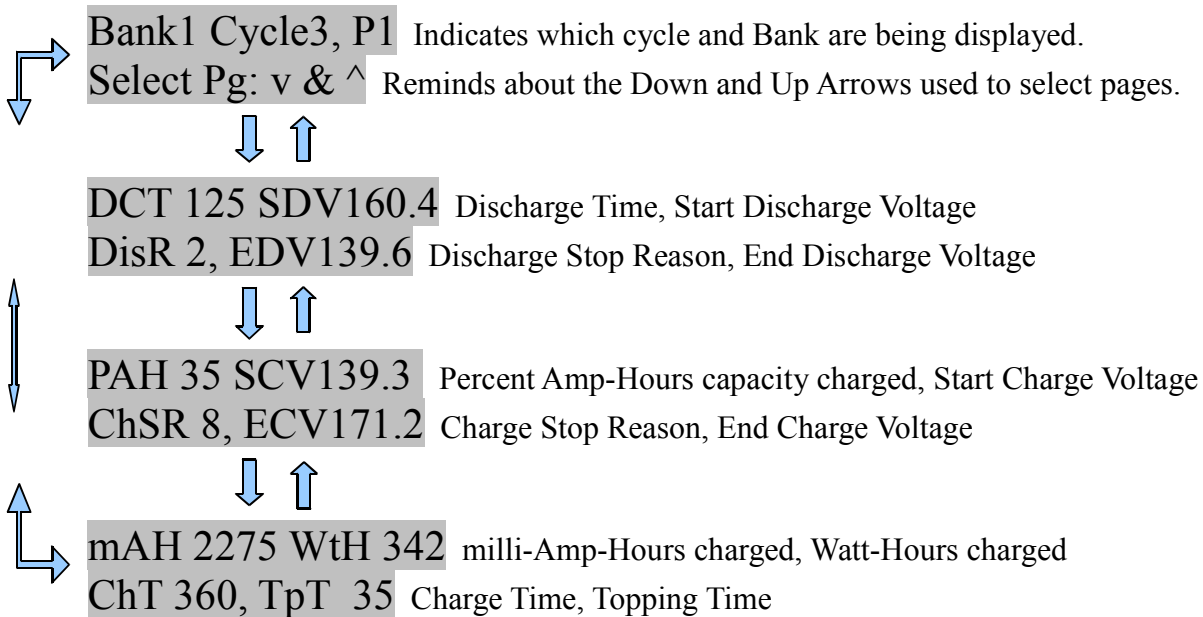 Bank1 Cycle3, P1 Indicates which cycle and Bank are being displayed.
Select Pg: v & ^ Reminds about the Down and Up Arrows used to select pages.
DCT 125 SDV160.4 Discharge Time, Start Discharge Voltage
DisR 2, EDV139.6 Discharge Stop Reason, End Discharge Voltage
PAH 35 SCV139.3 Percent Amp-Hours capacity charged, Start Charge Voltage
ChSR 8, ECV171.2 Charge Stop Reason, End Charge Voltage
mAH 2275 WtH 342 milli-Amp-Hours charged, Watt-Hours charged
ChT 360, TpT 35 Charge Time, Topping Time